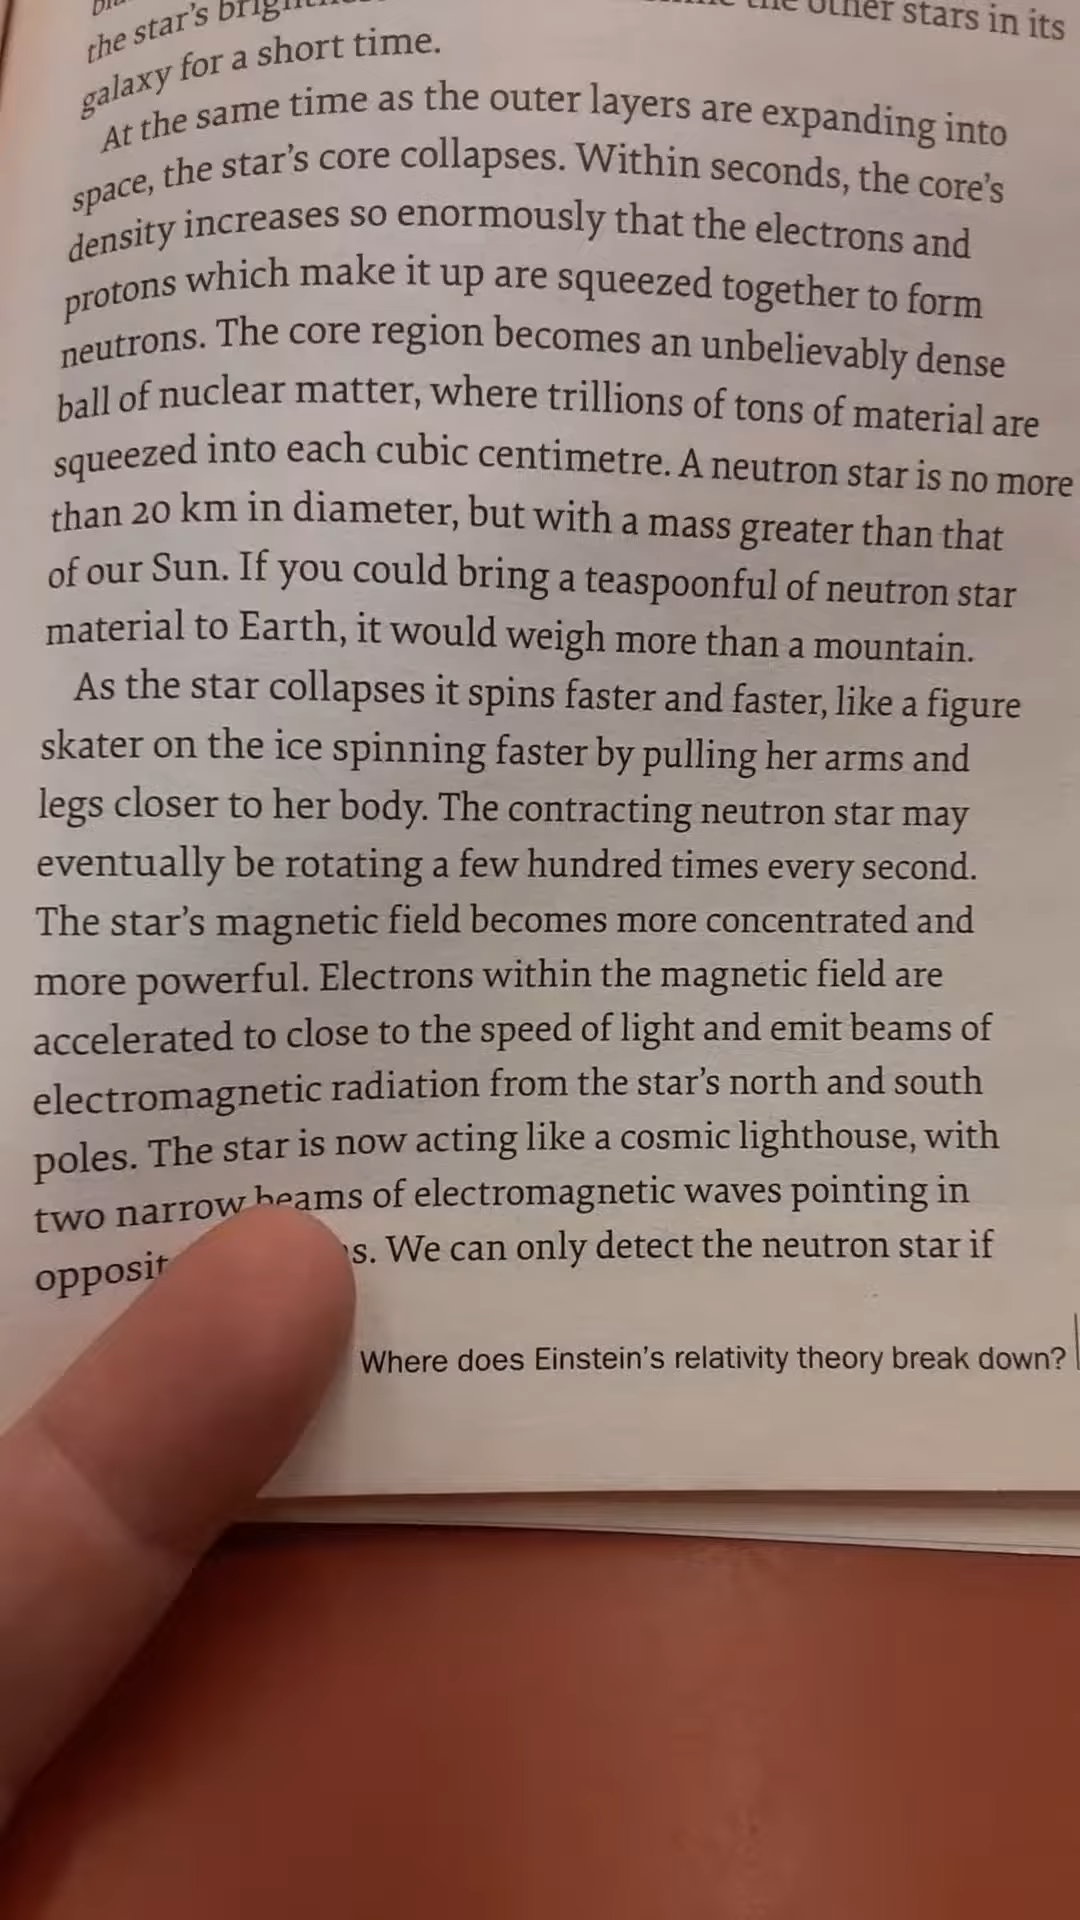 the star's
other stars in its
galaxy for a short time.
At the same time as the outer layers are expanding into
space, the star's core collapses. Within seconds, the core's
density increases so enormously that the electrons and
protons which make it up are squeezed together to form
neutrons. The core region becomes an unbelievably dense
ball of nuclear matter, where trillions of tons of material are
squeezed into each cubic centimetre. A neutron star is no more
than 20 km in diameter, but with a mass greater than that
of our Sun. If you could bring a teaspoonful of neutron star
material to Earth, it would weigh more than a mountain.
As the star collapses it spins faster and faster, like a figure
skater on the ice spinning faster by pulling her arms and
legs closer to her body. The contracting neutron star may
eventually be rotating a few hundred times every second.
The star's magnetic field becomes more concentrated and
more powerful. Electrons within the magnetic field are
accelerated to close to the speed of light and emit beams of
electromagnetic radiation from the star's north and south
poles. The star is now acting like a cosmic lighthouse, with
two narrow beams of electromagnetic waves pointing in
We can only detect the neutron star if
Where does Einstein's relativity theory break down?